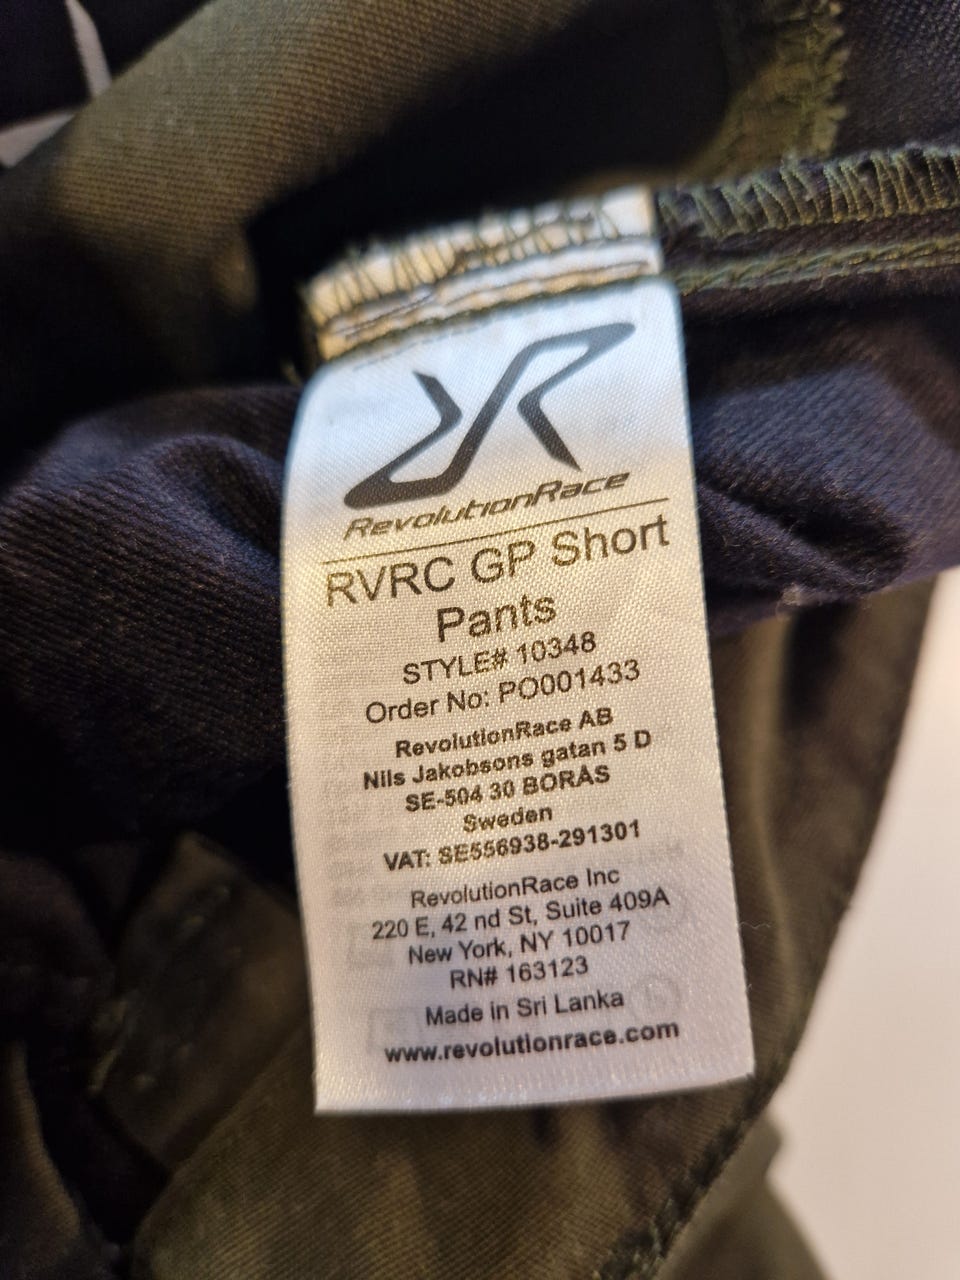 RevolutionRace
RVRC GP Short
Pants
STYLE# 10348
Order No: PO001433
RevolutionRace AB
Nils Jakobsons gatan 5 D
SE-504 30 BORÅS
Sweden
VAT: SE556938-291301
RevolutionRace Inc
220 E, 42 nd St, Suite 409A
New York, NY 10017
RN# 163123
Made in Sri Lanka
www.revolutionrace.com